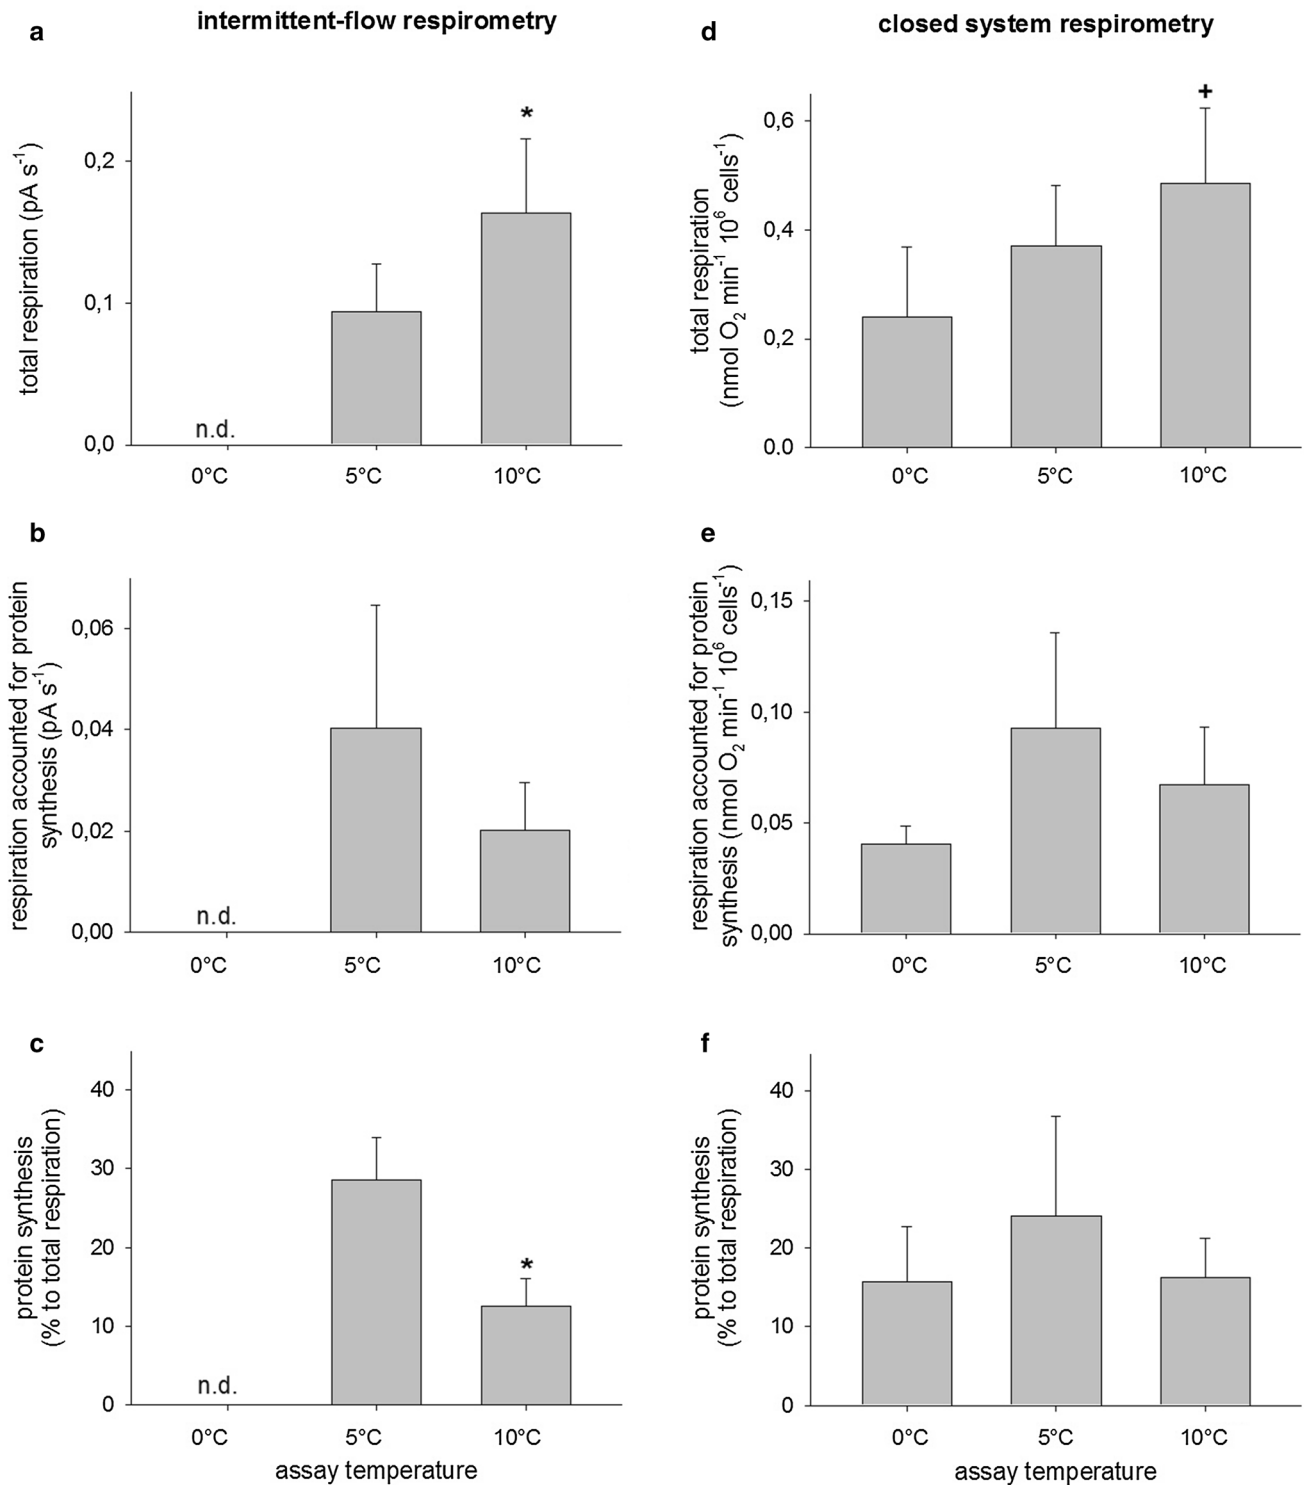 intermittent-flow respirometry
a
total respiration (pA s⁻¹)
0,2
0,1
0,0
n.d.
*
0°C
5°C
10°C
closed system respirometry
d
total respiration
(nmol O₂ min⁻¹ 10⁶ cells⁻¹)
0,6
0,4
0,2
0.0
+
0°C
5°C
10°C
b
respiration accounted for protein
synthesis (pA s⁻¹)
0,06
0,04
0,02
0,00
n.d.
0°C
5°C
10°C
e
respiration accounted for protein
synthesis (nmol O₂ min⁻¹ 10⁶ cells⁻¹)
0,15
0,10
0,05
0,00
0°C
5°C
10°C
c
protein synthesis
(% to total respiration)
40
30
20
10
0
n.d.
*
0°C
5°C
10°C
assay temperature
f
protein synthesis
(% to total respiration)
40
30
20
10
0
0°C
5°C
10°C
assay temperature